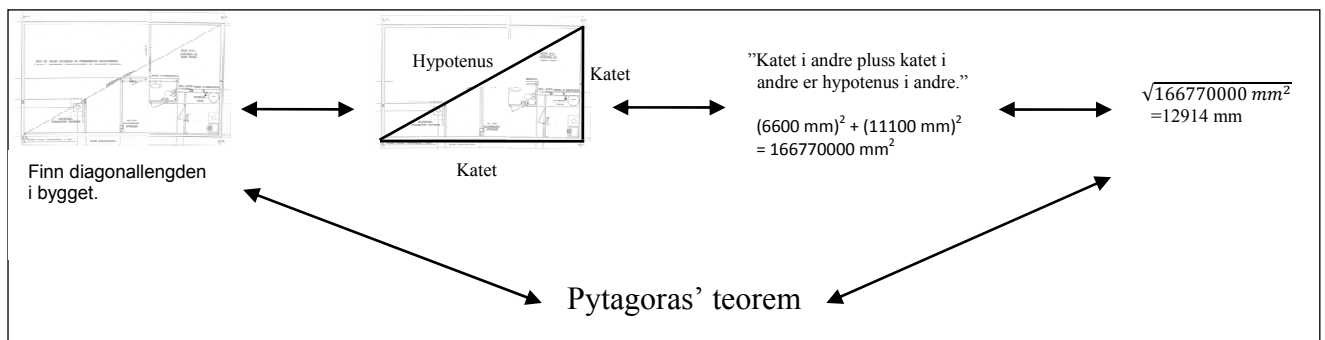 Finn diagonallengden
i bygget.
Hypotenus
Katet
Katet
”Katet i andre pluss katet i
andre er hypotenus i andre.”
(6600 mm)² + (11100 mm)²
= 166770000 mm²
√166770000 mm²
=12914 mm
Pytagoras’ teorem